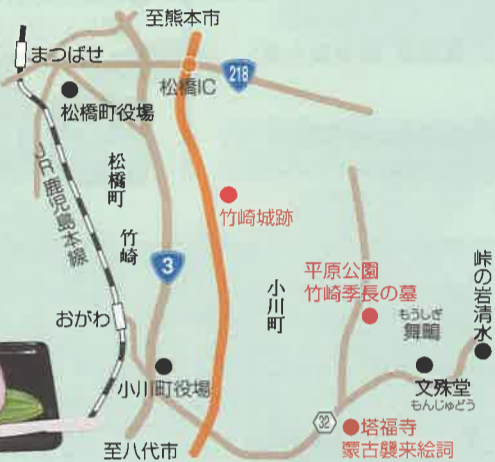 至熊本市
まつばせ
218
松橋IC
松橋町役場
JR鹿児島本線
松橋町
竹崎
竹崎城跡
3
小川町
平原公園
竹崎季長の墓
もうしぎ
舞鴫
峠の岩清水
おがわ
小川町役場
文殊堂
もんじゅどう
32
塔福寺
蒙古襲来絵詞
至八代市